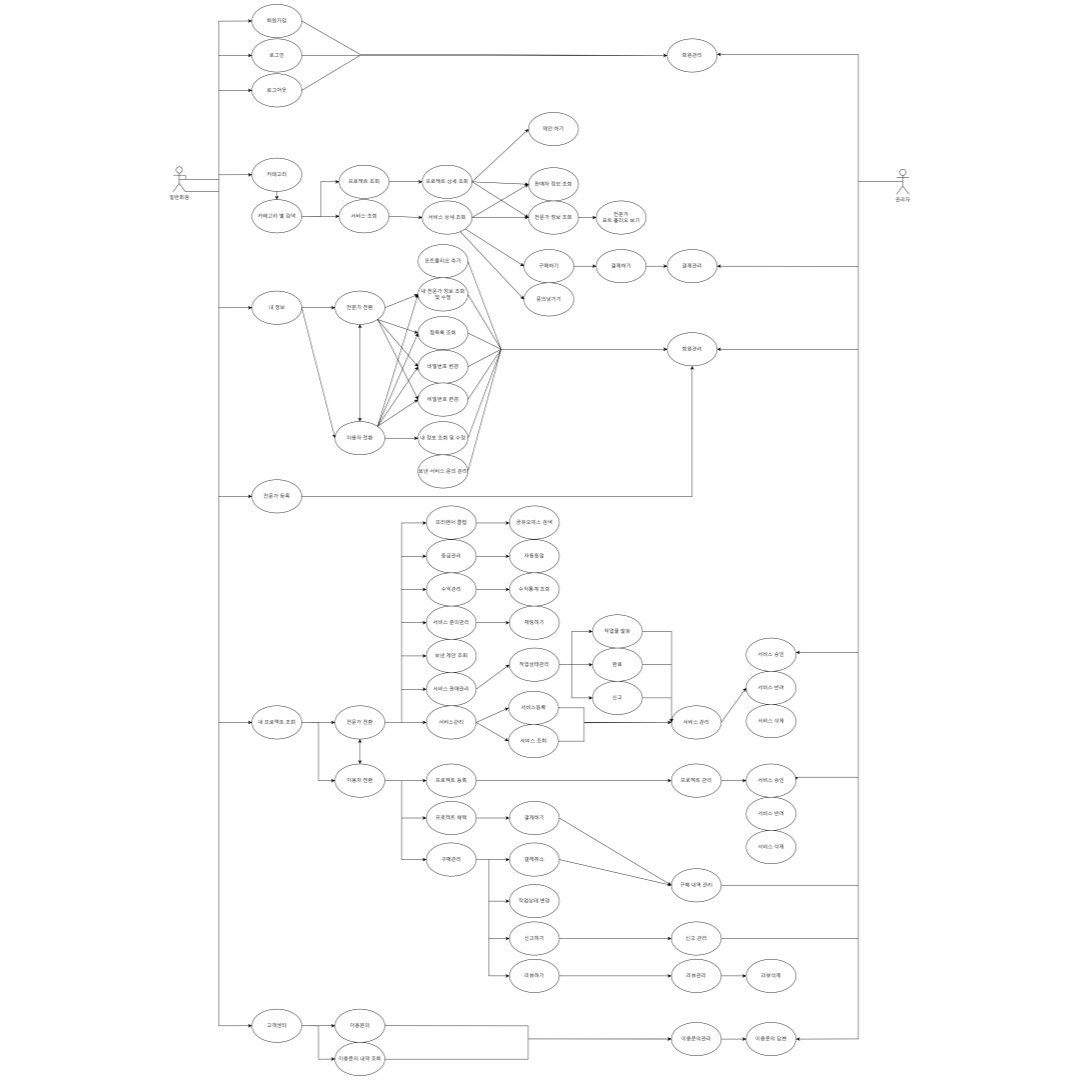 회원가입
로그인
회원관리
로그아웃
제안 하기
카테고리
프로젝트 조회
프로젝트 상세 조회
판매자 정보 조회
일반회원
관리자
카테고리 별 검색
서비스 조회
서비스 상세 조회
전문가 정보 조회
전문가
포트 폴리오 보기
포트폴리오 추가
구매하기
결제하기
결제관리
내 전문가 정보 조회
및 수정
문의남기기
내 정보
전문가 전환
찜목록 조회
회원관리
비밀번호 변경
비밀번호 변경
이용자 전환
내 정보 조회 및 수정
보낸 서비스 문의 관리
전문가 등록
프리랜서 클럽
공유오피스 검색
등급관리
자동응답
수익관리
수익통계 조회
서비스 문의관리
채팅하기
작업물 발송
보낸 제안 조회
서비스 승인
작업상태관리
완료
서비스 판매관리
서비스 반려
신고
서비스등록
내 프로젝트 조회
전문가 전환
서비스관리
서비스 관리
서비스 삭제
서비스 조회
이용자 전환
프로젝트 등록
프로젝트 관리
서비스 승인
프로젝트 채택
결제하기
서비스 반려
구매관리
결제취소
서비스 삭제
구매 내역 관리
작업상태 변경
신고하기
신고 관리
리뷰하기
리뷰관리
리뷰삭제
고객센터
이용문의
이용문의관리
이용문의 답변
이용문의 내역 조회